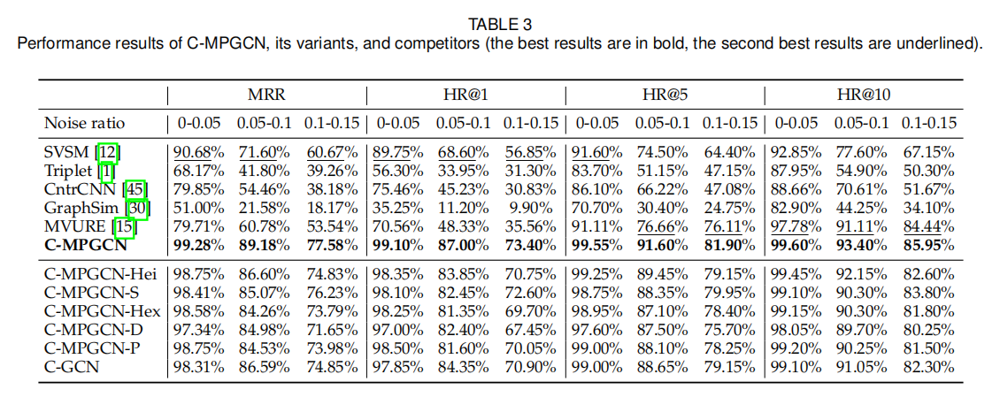 TABLE 3
Performance results of C-MPGCN, its variants, and competitors (the best results are in bold, the second best results are underlined).
MRR HR@1 HR@5 HR@10
Noise ratio 0-0.05 0.05-0.1 0.1-0.15 0-0.05 0.05-0.1 0.1-0.15 0-0.05 0.05-0.1 0.1-0.15 0-0.05 0.05-0.1 0.1-0.15
SVSM [12] 90.68% 71.60% 60.67% 89.75% 68.60% 56.85% 91.60% 74.50% 64.40% 92.85% 77.60% 67.15%
Triplet [1] 68.17% 41.80% 39.26% 56.30% 33.95% 31.30% 83.70% 51.15% 47.15% 87.95% 54.90% 50.30%
CntrCNN [45] 79.85% 54.46% 38.18% 75.46% 45.23% 30.83% 86.10% 66.22% 47.08% 88.66% 70.61% 51.67%
GraphSim [30] 51.00% 21.58% 18.17% 35.25% 11.20% 9.90% 70.70% 30.40% 24.75% 82.90% 44.25% 34.10%
MVURE [15] 79.71% 60.78% 53.54% 70.56% 48.33% 35.56% 91.11% 76.66% 76.11% 97.78% 91.11% 84.44%
C-MPGCN 99.28% 89.18% 77.58% 99.10% 87.00% 73.40% 99.55% 91.60% 81.90% 99.60% 93.40% 85.95%
C-MPGCN-Hei 98.75% 86.60% 74.83% 98.35% 83.85% 70.75% 99.25% 89.45% 79.15% 99.45% 92.15% 82.60%
C-MPGCN-S 98.41% 85.07% 76.23% 98.10% 82.45% 72.60% 98.75% 88.35% 79.95% 99.10% 90.30% 83.80%
C-MPGCN-Hex 98.58% 84.26% 73.79% 98.25% 81.35% 69.70% 98.95% 87.10% 78.40% 99.15% 90.30% 81.80%
C-MPGCN-D 97.34% 84.98% 71.65% 97.00% 82.40% 67.45% 97.60% 87.50% 75.70% 98.05% 89.70% 80.25%
C-MPGCN-P 98.75% 84.53% 73.98% 98.50% 81.60% 70.05% 99.00% 88.10% 78.25% 99.20% 90.25% 81.50%
C-GCN 98.31% 86.59% 74.85% 97.85% 84.35% 70.90% 99.00% 88.65% 79.15% 99.10% 91.05% 82.30%